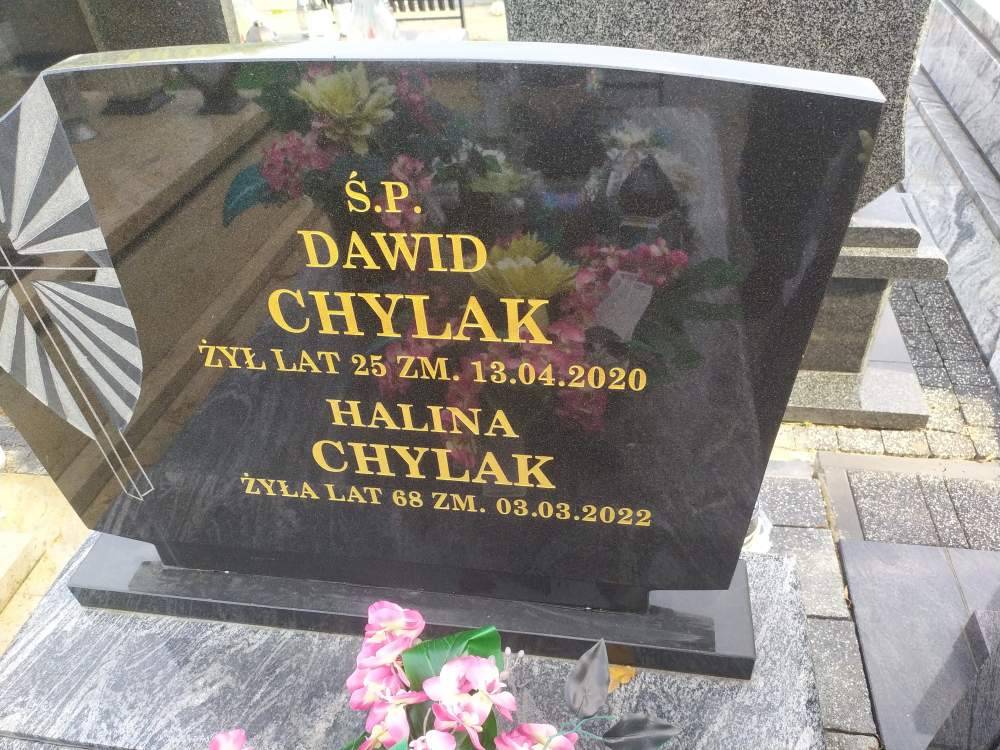 Ś.P.
DAWID
CHYLAK
ŻYŁ LAT 25 ZM. 13.04.2020
HALINA
CHYLAK
ŻYŁA LAT 68 ZM. 03.03.2022